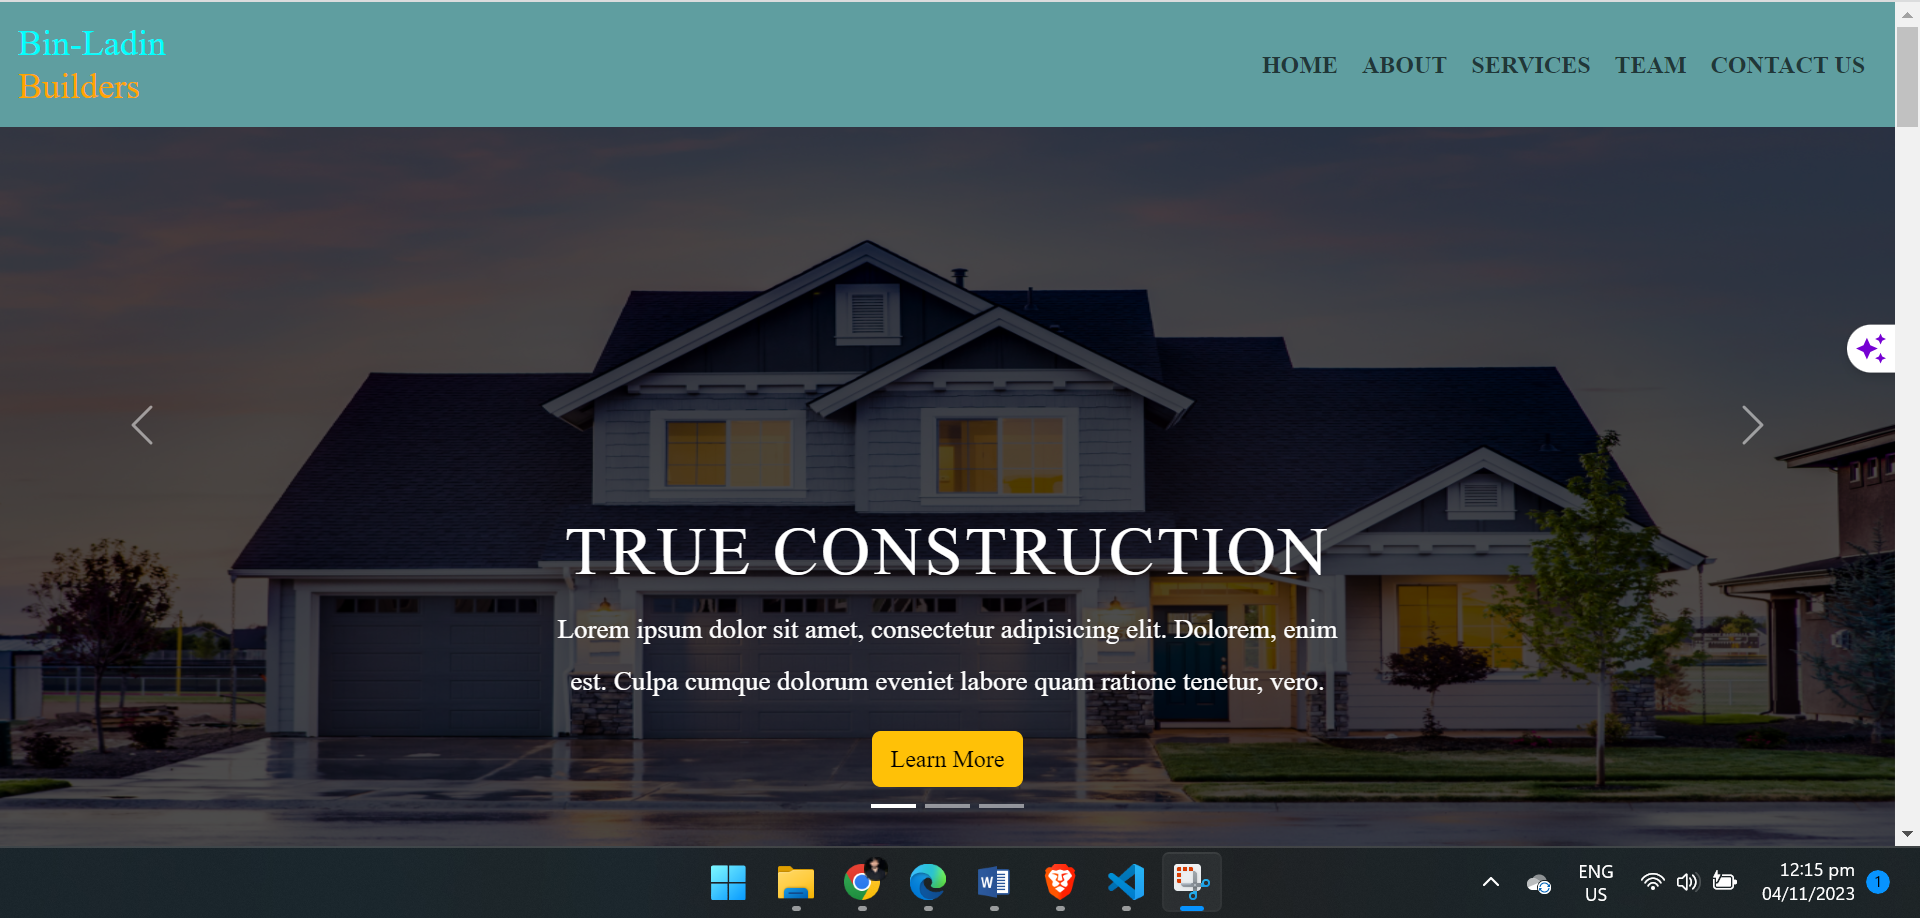 Bin-Ladin
Builders
HOME ABOUT SERVICES TEAM CONTACT US
TRUE CONSTRUCTION
Lorem ipsum dolor sit amet, consectetur adipisicing elit. Dolorem, enim
est. Culpa cumque dolorum eveniet labore quam ratione tenetur, vero.
Learn More
ENG
US
12:15 pm
04/11/2023
1
W